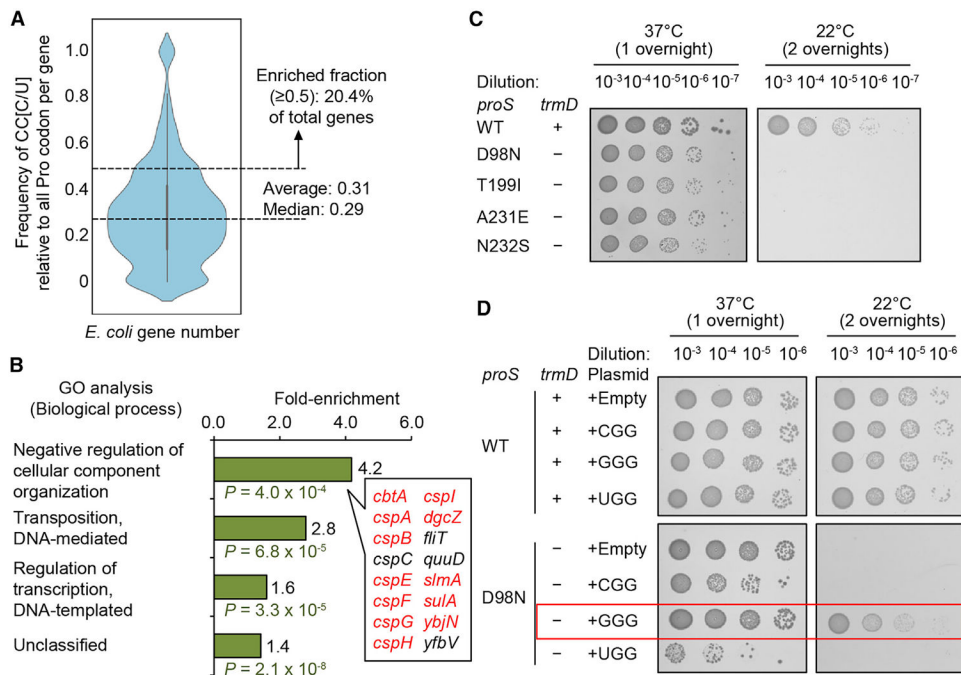 A
Frequency of CC[C/U]
relative to all Pro codon per gene
1.0
0.8
0.6
0.4
0.2
0
E. coli gene number
Enriched fraction
(≥0.5): 20.4%
of total genes
Average: 0.31
Median: 0.29
B
GO analysis
(Biological process)
Fold-enrichment
0.0 2.0 4.0 6.0
Negative regulation of
cellular component
organization
4.2
P = 4.0 x 10⁻⁴
Transposition,
DNA-mediated
2.8
P = 6.8 x 10⁻⁵
Regulation of
transcription,
DNA-templated
1.6
P = 3.3 x 10⁻⁵
Unclassified
1.4
P = 2.1 x 10⁻⁸
cbtA cspI
cspA dgcZ
cspB fliT
cspC quuD
cspE slmA
cspF sulA
cspG ybjN
cspH yfbV
C
37°C
(1 overnight)
22°C
(2 overnights)
Dilution:
10⁻³ 10⁻⁴ 10⁻⁵ 10⁻⁶ 10⁻⁷
10⁻³ 10⁻⁴ 10⁻⁵ 10⁻⁶ 10⁻⁷
proS trmD
WT +
D98N −
T199I −
A231E −
N232S −
D
37°C
(1 overnight)
22°C
(2 overnights)
Dilution:
10⁻³ 10⁻⁴ 10⁻⁵ 10⁻⁶
10⁻³ 10⁻⁴ 10⁻⁵ 10⁻⁶
proS trmD Plasmid
WT
+ +Empty
+ +CGG
+ +GGG
+ +UGG
D98N
− +Empty
− +CGG
− +GGG
− +UGG